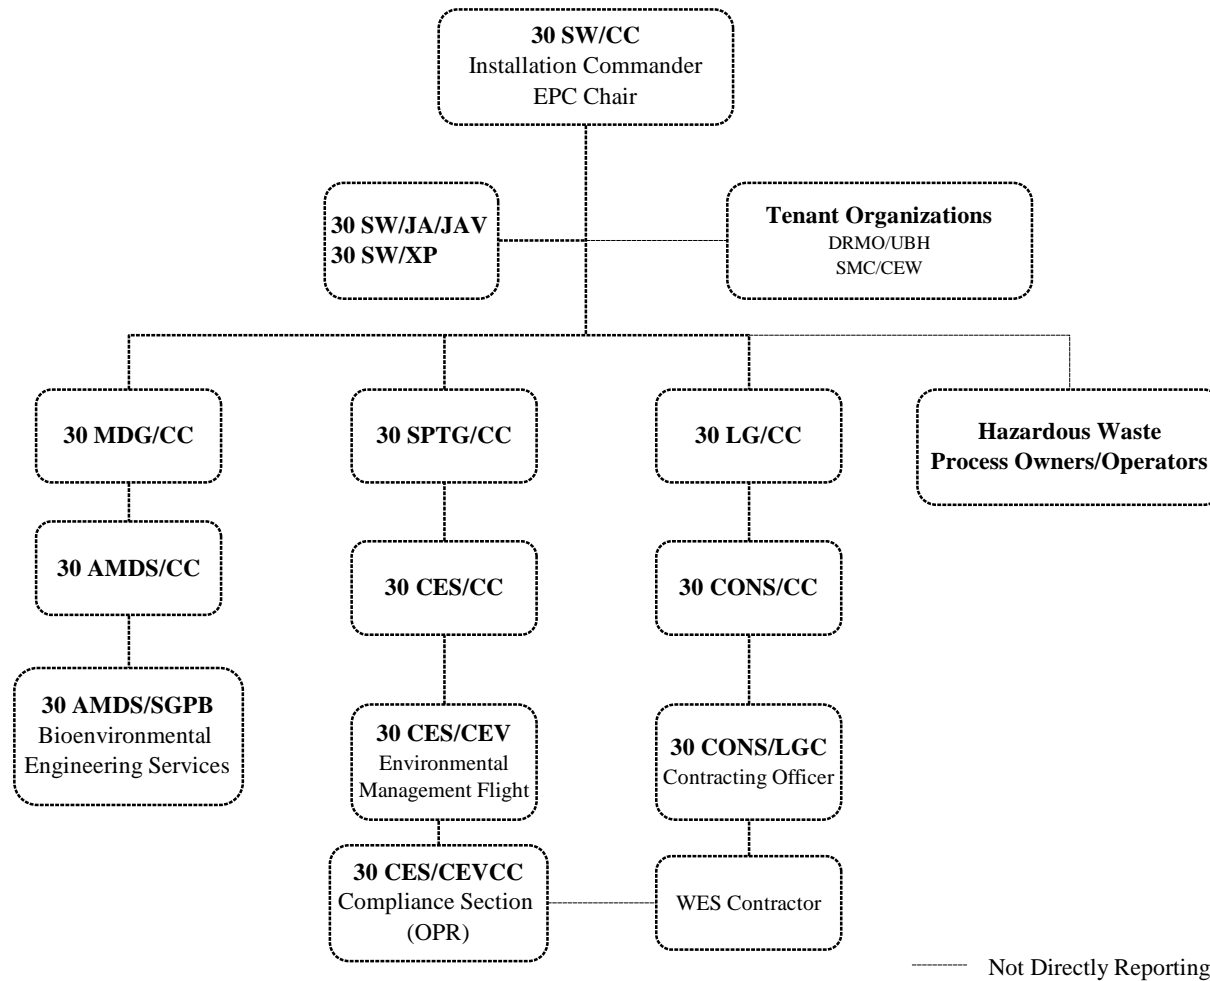 30 SW/CC
Installation Commander
EPC Chair
30 SW/JA/JAV
30 SW/XP
Tenant Organizations
DRMO/UBH
SMC/CEW
30 MDG/CC
30 SPTG/CC
30 LG/CC
Hazardous Waste
Process Owners/Operators
30 AMDS/CC
30 CES/CC
30 CONS/CC
30 AMDS/SGPB
Bioenvironmental
Engineering Services
30 CES/CEV
Environmental
Management Flight
30 CONS/LGC
Contracting Officer
30 CES/CEVCC
Compliance Section
(OPR)
WES Contractor
Not Directly Reporting